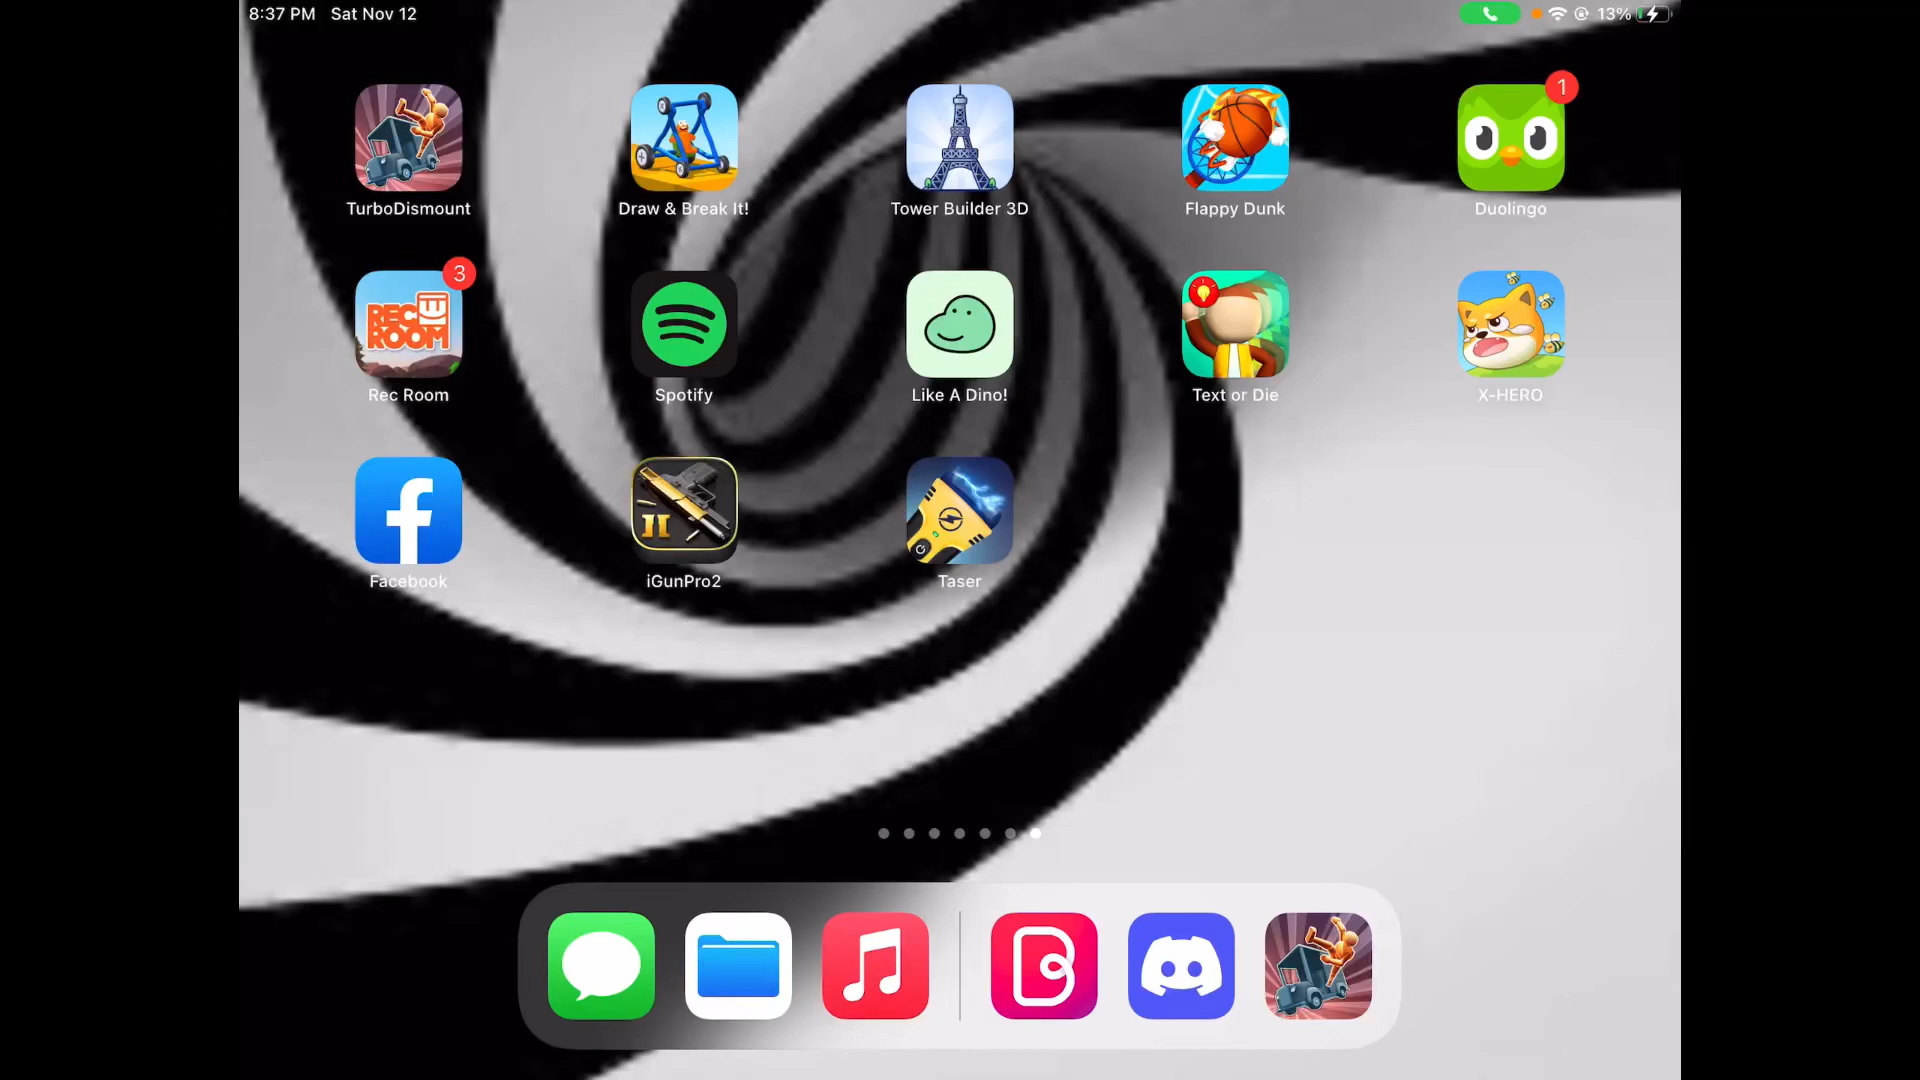 8:37 PM Sat Nov 12 13%
TurboDismount Draw & Break It! Tower Builder 3D Flappy Dunk 1 Duolingo
REC ROOM 3
Rec Room Spotify Like A Dino! Text or Die X-HERO
II
Facebook iGunPro2 Taser